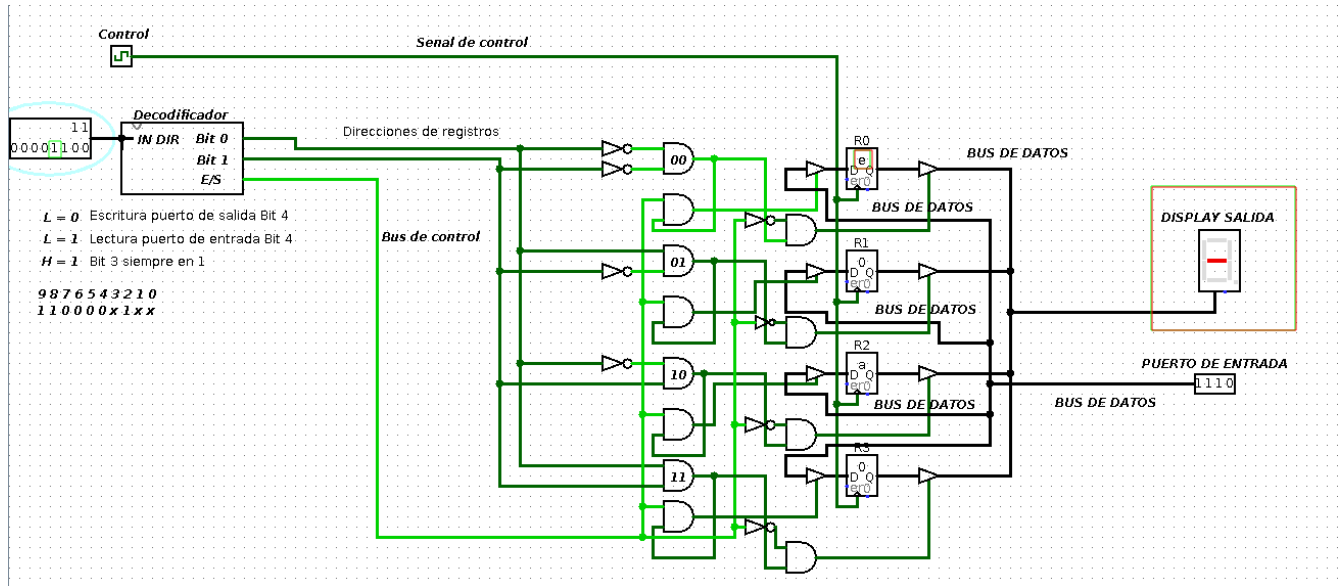 Control
Senal de control
Decodificador
11
00001100
IN DIR
Bit 0
Bit 1
E/S
Direcciones de registros
L = 0 Escritura puerto de salida Bit 4
L = 1 Lectura puerto de entrada Bit 4
H = 1 Bit 3 siempre en 1
9 8 7 6 5 4 3 2 1 0
1 1 0 0 0 0 x 1 x x
Bus de control
00
01
10
11
R0
e
D Q
BUS DE DATOS
BUS DE DATOS
R1
0
D Q
BUS DE DATOS
R2
a
D Q
BUS DE DATOS
R3
0
D Q
DISPLAY SALIDA
PUERTO DE ENTRADA
1110
BUS DE DATOS